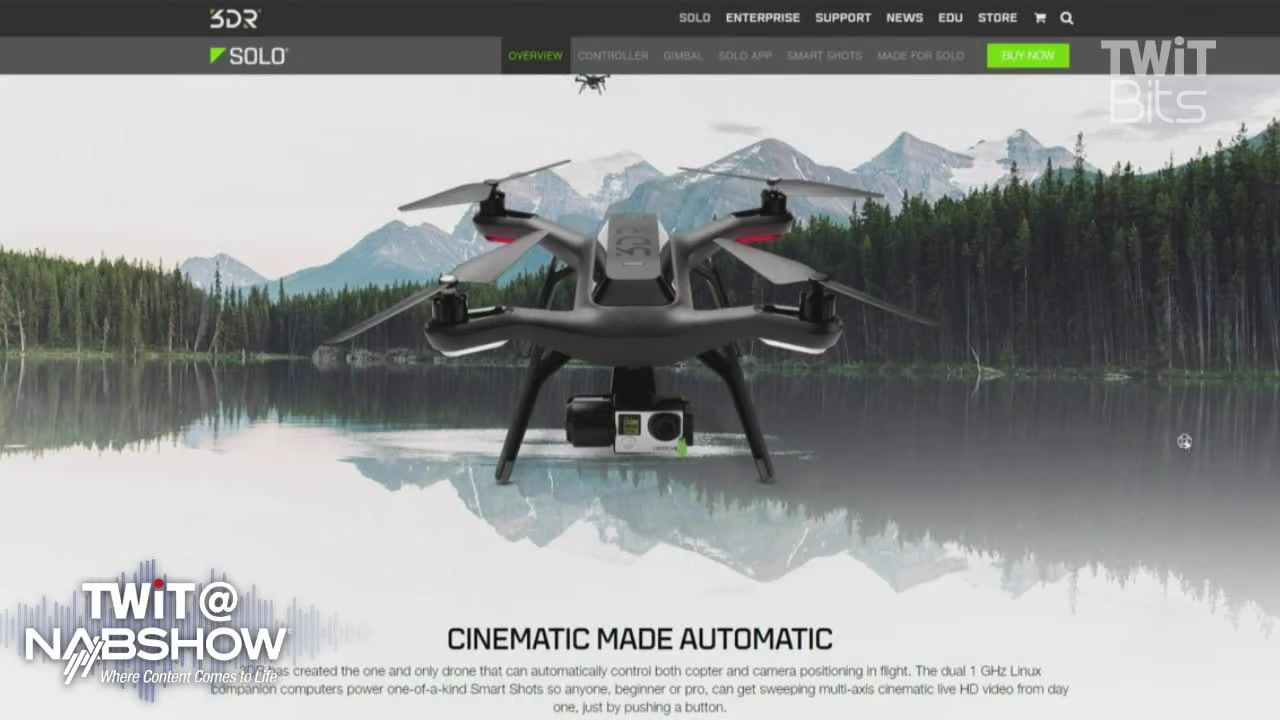 3DR
SOLO ENTERPRISE SUPPORT NEWS EDU STORE
SOLO
OVERVIEW CONTROLLER GIMBAL SOLO APP SMART SHOTS MADE FOR SOLO BUY NOW
TWiT
Bits
3DR
TWiT@
NABSHOW
Where Content Comes to Life
CINEMATIC MADE AUTOMATIC
3DR has created the one and only drone that can automatically control both copter and camera positioning in flight. The dual 1 GHz Linux
companion computers power one-of-a-kind Smart Shots so anyone, beginner or pro, can get sweeping multi-axis cinematic live HD video from day
one, just by pushing a button.